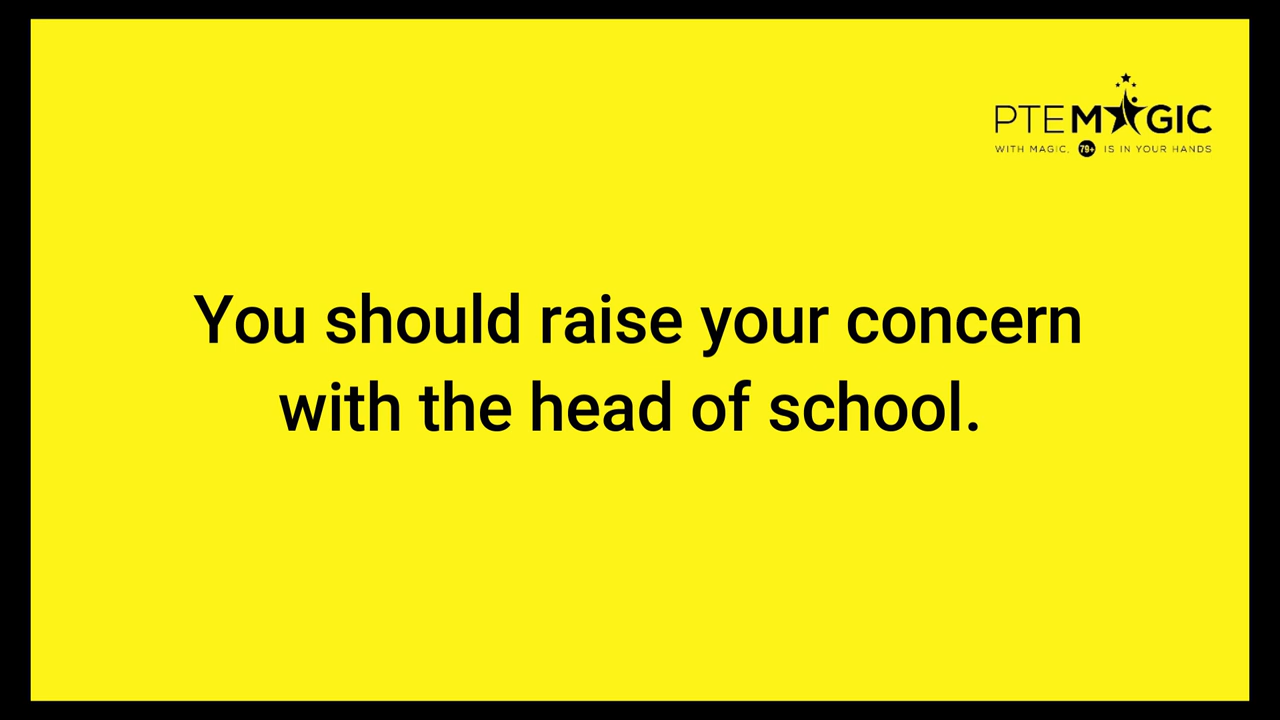 PTEMAGIC
WITH MAGIC, 79+ IS IN YOUR HANDS
You should raise your concern
with the head of school.